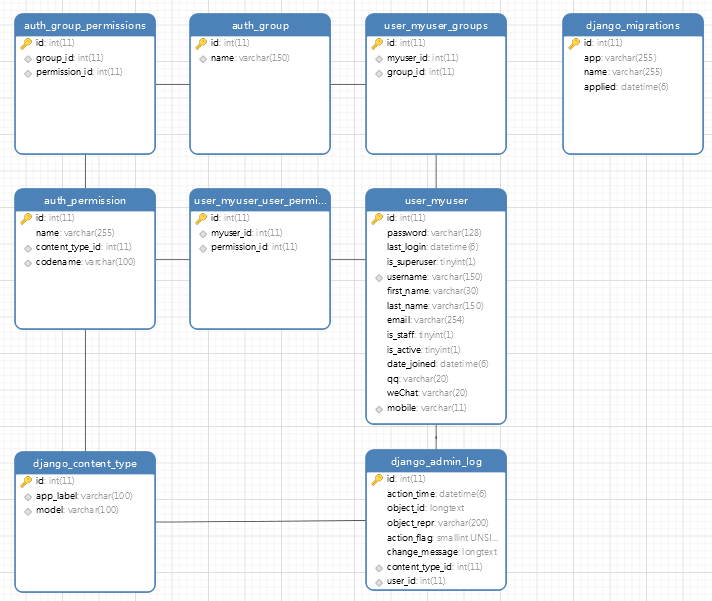 auth_group_permissions
id: int(11)
group_id: int(11)
permission_id: int(11)
auth_group
id: int(11)
name: varchar(150)
user_myuser_groups
id: int(11)
myuser_id: int(11)
group_id: int(11)
django_migrations
id: int(11)
app: varchar(255)
name: varchar(255)
applied: datetime(6)
auth_permission
id: int(11)
name: varchar(255)
content_type_id: int(11)
codename: varchar(100)
user_myuser_user_permi...
id: int(11)
myuser_id: int(11)
permission_id: int(11)
user_myuser
id: int(11)
password: varchar(128)
last_login: datetime(6)
is_superuser: tinyint(1)
username: varchar(150)
first_name: varchar(30)
last_name: varchar(150)
email: varchar(254)
is_staff: tinyint(1)
is_active: tinyint(1)
date_joined: datetime(6)
qq: varchar(20)
weChat: varchar(20)
mobile: varchar(11)
django_content_type
id: int(11)
app_label: varchar(100)
model: varchar(100)
django_admin_log
id: int(11)
action_time: datetime(6)
object_id: longtext
object_repr: varchar(200)
action_flag: smallint UNSI...
change_message: longtext
content_type_id: int(11)
user_id: int(11)